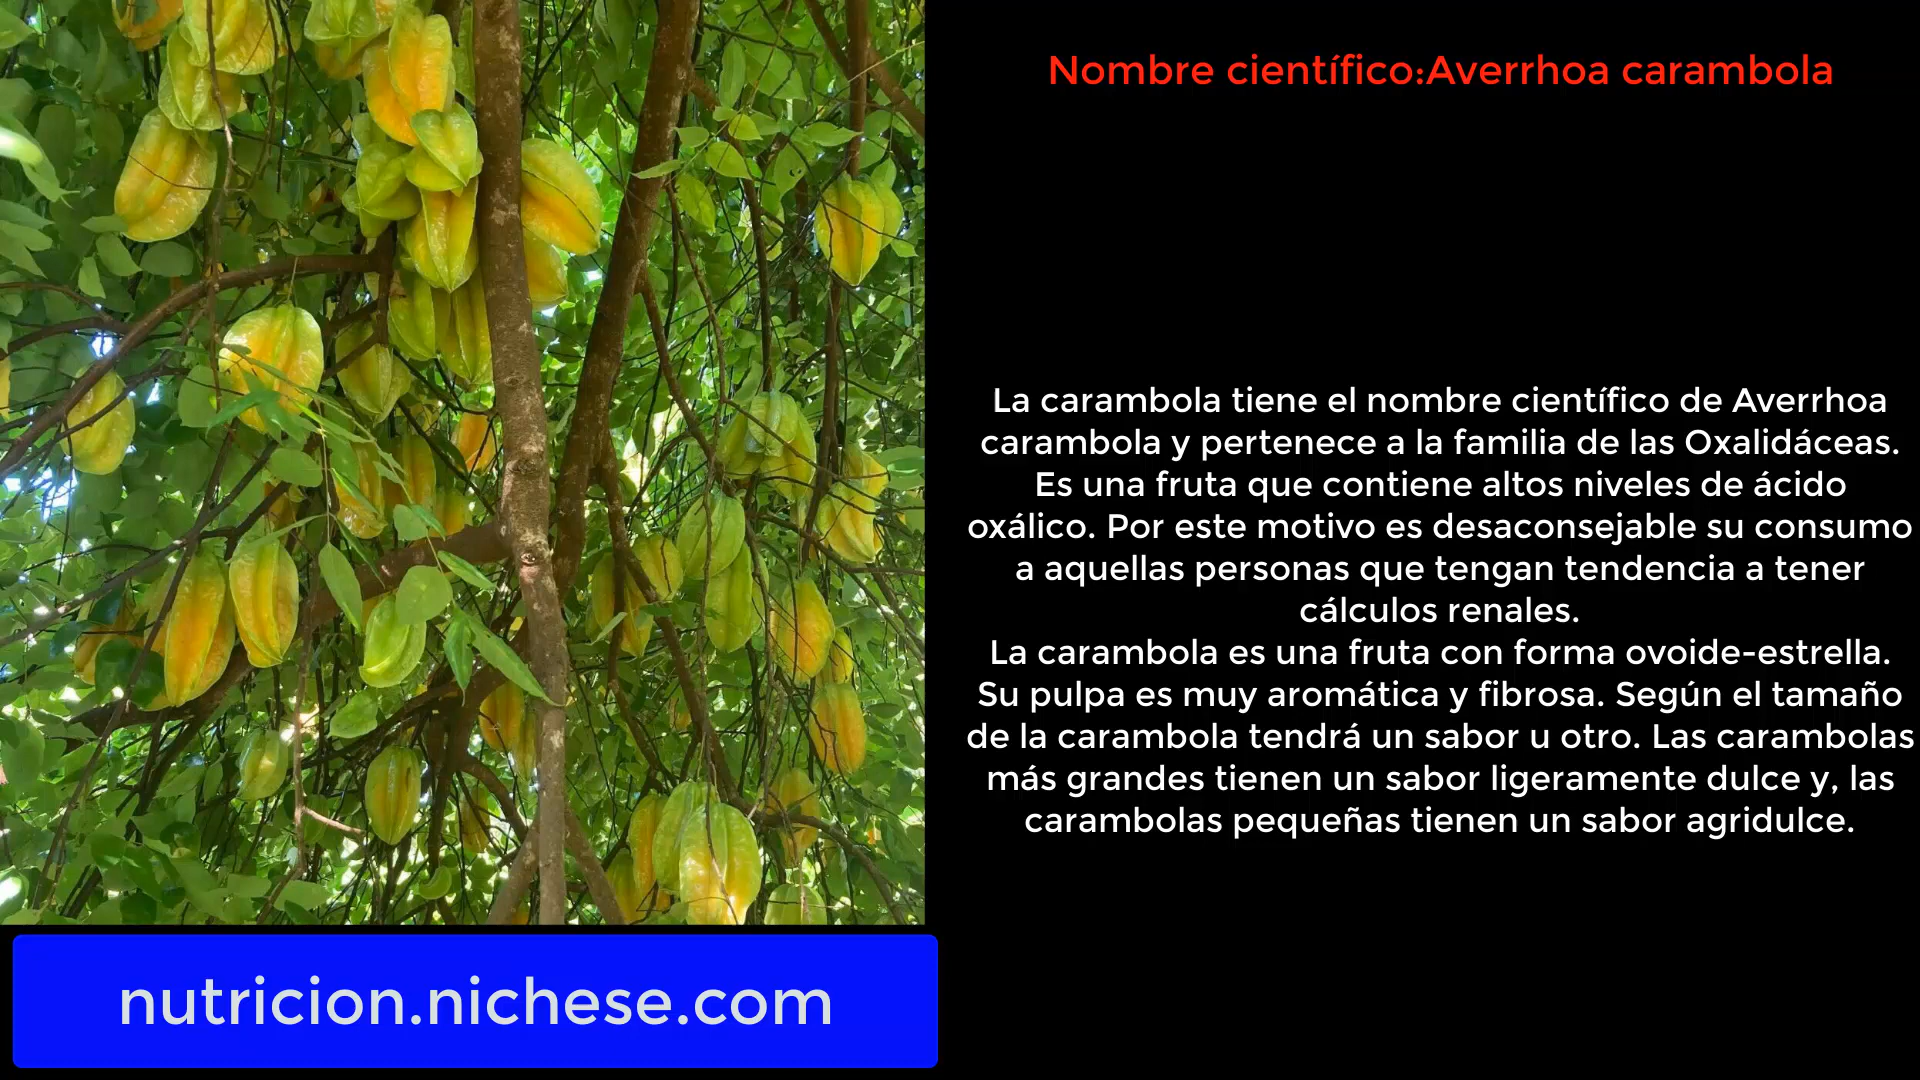 Nombre científico:Averrhoa carambola
La carambola tiene el nombre científico de Averrhoa
carambola y pertenece a la familia de las Oxalidáceas.
Es una fruta que contiene altos niveles de ácido
oxálico. Por este motivo es desaconsejable su consumo
a aquellas personas que tengan tendencia a tener
cálculos renales.
La carambola es una fruta con forma ovoide-estrella.
Su pulpa es muy aromática y fibrosa. Según el tamaño
de la carambola tendrá un sabor u otro. Las carambolas
más grandes tienen un sabor ligeramente dulce y, las
carambolas pequeñas tienen un sabor agridulce.
nutricion.nichese.com